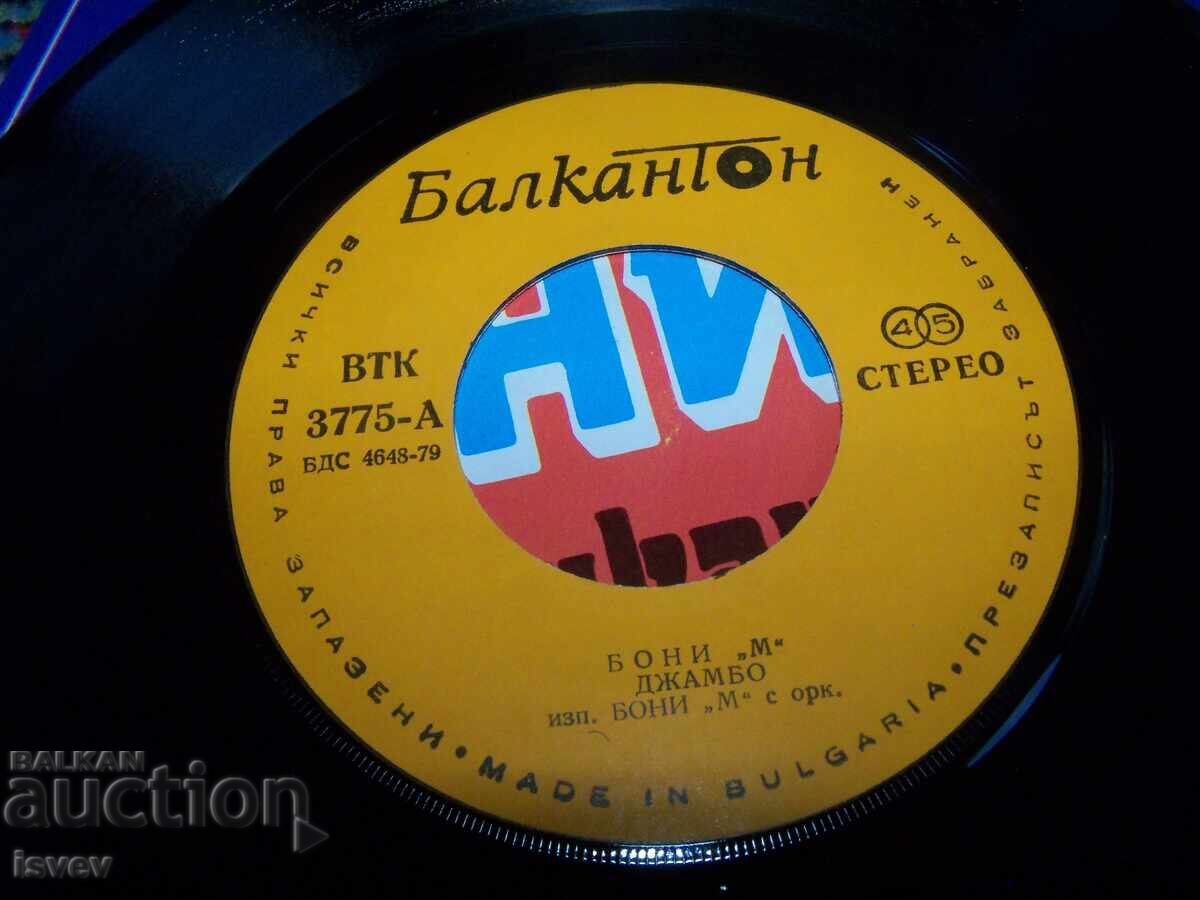 Балкантон
ВТК
3775-А
БДС 4648-79
45
СТЕРЕО
НИ
БОНИ „М“
ДЖАМБО
изп. БОНИ „М“ с орк.
ВСИЧКИ ПРАВА ЗАПАЗЕНИ • MADE IN BULGARIA • ПРЕЗАПИСЪТ ЗАБРАНЕН
BALKAN
auction
isvev